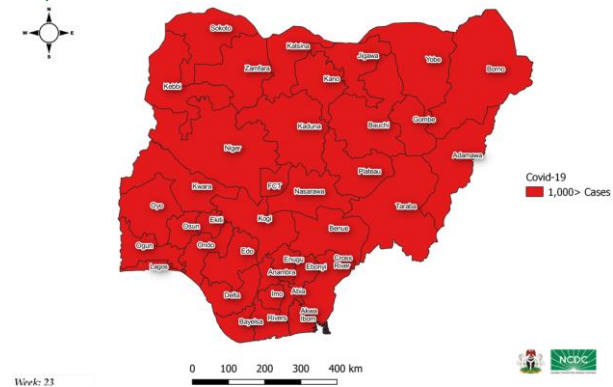 N
W
E
S
Sokoto
Katsina
Jigawa
Yobe
Borno
Zamfara
Kano
Kebbi
Gombe
Kaduna
Bauchi
Niger
Adamawa
Plateau
FCT
Kwara
Nasarawa
Taraba
Oyo
Ekiti
Kogi
Osun
Benue
Ogun
Ondo
Edo
Lagos
Enugu
Ebonyi
Cross
River
Anambra
Delta
Imo
Abia
Akwa
Ibom
Bayelsa
Rivers
Covid-19
1,000> Cases
0 100 200 300 400 km
NCDC
Week: 23